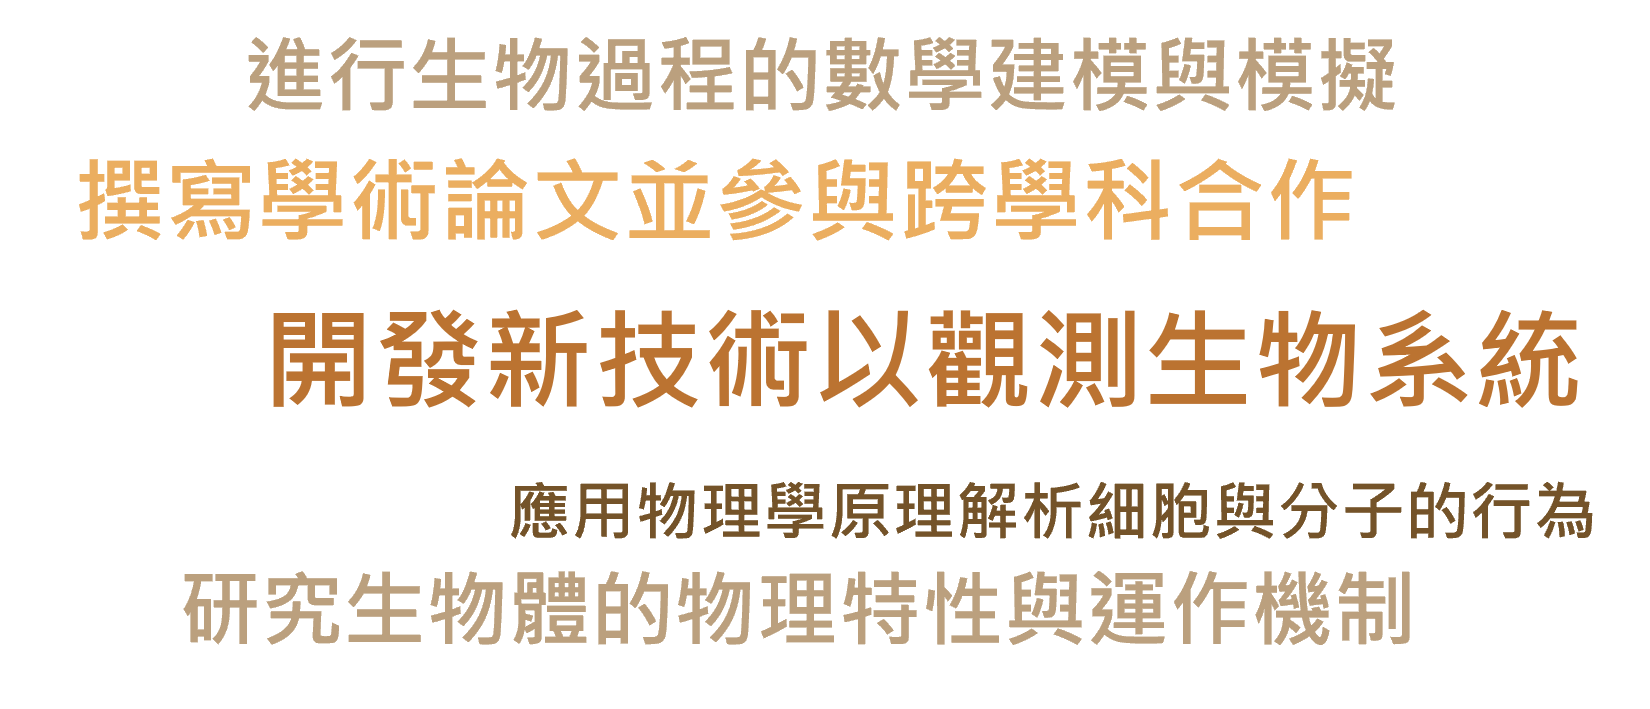 進行生物過程的數學建模與模擬
撰寫學術論文並參與跨學科合作
開發新技術以觀測生物系統
應用物理學原理解析細胞與分子的行為
研究生物體的物理特性與運作機制